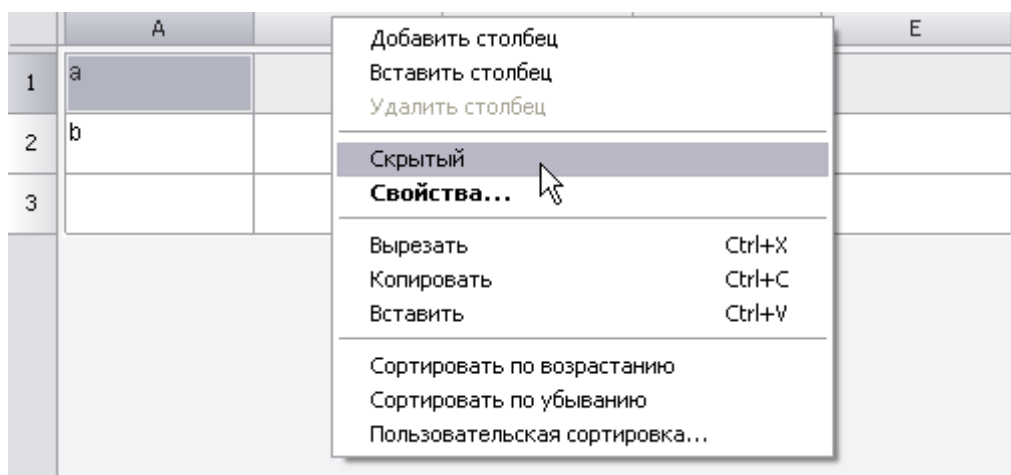 A E
Добавить столбец
1 a
Вставить столбец
Удалить столбец
2 b
Скрытый
Свойства...
3
Вырезать Ctrl+X
Копировать Ctrl+C
Вставить Ctrl+V
Сортировать по возрастанию
Сортировать по убыванию
Пользовательская сортировка...